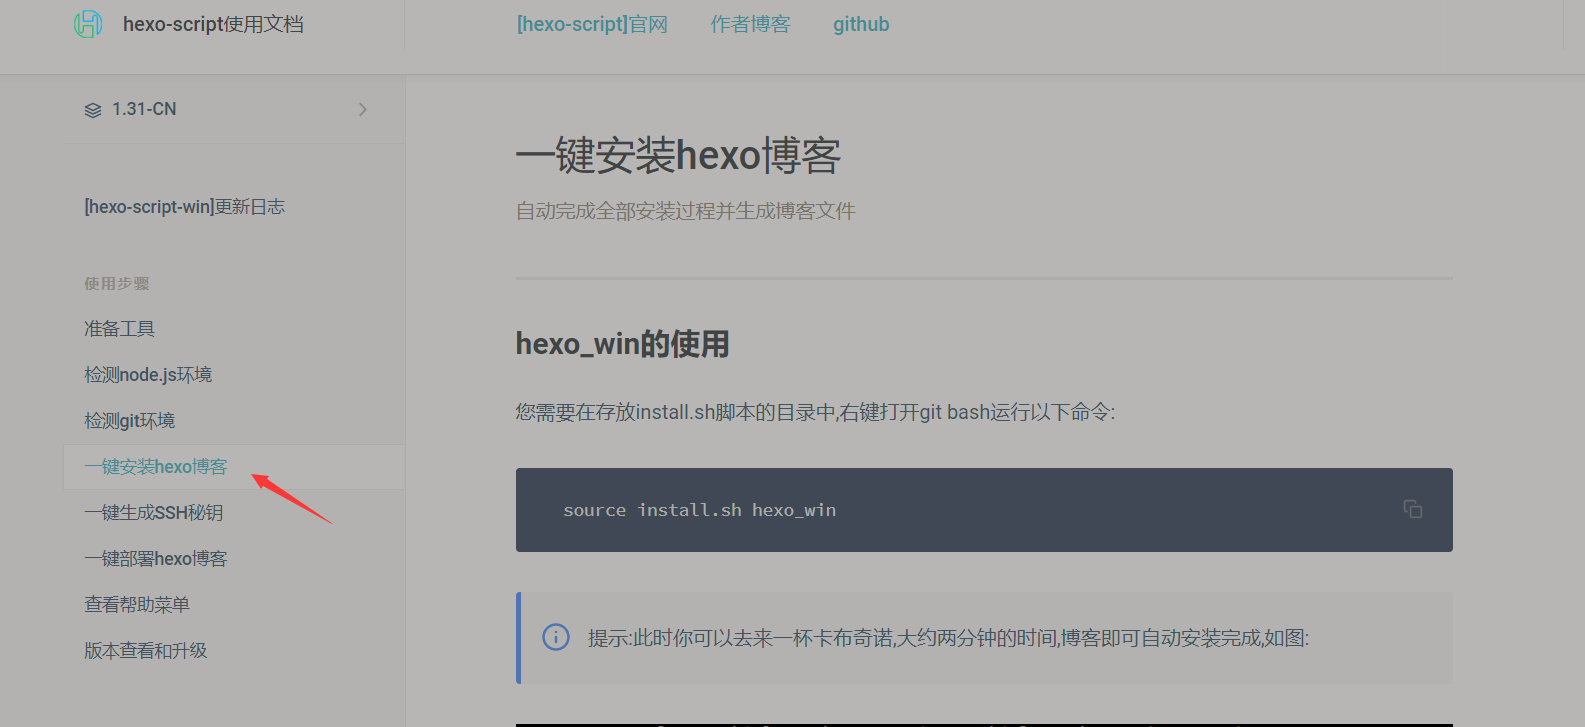 hexo-script使用文档
[hexo-script]官网 作者博客 github
1.31-CN
[hexo-script-win]更新日志
使用步骤
准备工具
检测node.js环境
检测git环境
一键安装hexo博客
一键生成SSH秘钥
一键部署hexo博客
查看帮助菜单
版本查看和升级
一键安装hexo博客
自动完成全部安装过程并生成博客文件
hexo_win的使用
您需要在存放install.sh脚本的目录中,右键打开git bash运行以下命令:
source install.sh hexo_win
提示:此时你可以去来一杯卡布奇诺,大约两分钟的时间,博客即可自动安装完成,如图: